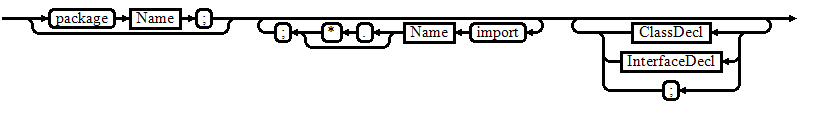 package Name ;
; * . Name import
ClassDecl
InterfaceDecl
;